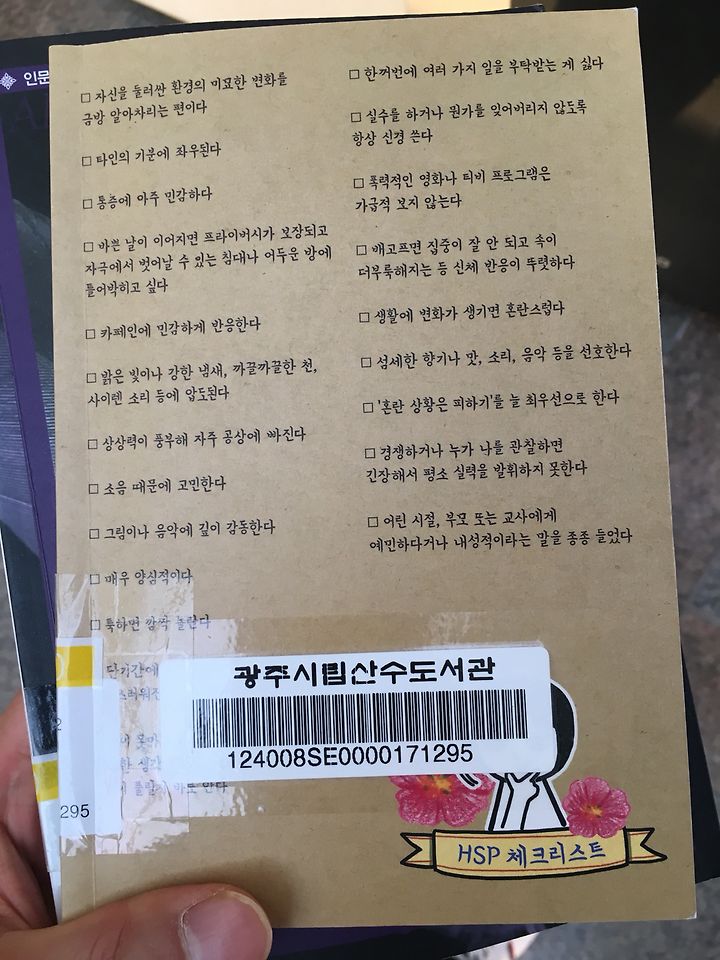 인문
□ 자신을 둘러싼 환경의 미묘한 변화를
금방 알아차리는 편이다
□ 타인의 기분에 좌우된다
□ 통증에 아주 민감하다
□ 바쁜 날이 이어지면 프라이버시가 보장되고
자극에서 벗어날 수 있는 침대나 어두운 방에
틀어박히고 싶다
□ 카페인에 민감하게 반응한다
□ 밝은 빛이나 강한 냄새, 까끌까끌한 천,
사이렌 소리 등에 압도된다
□ 상상력이 풍부해 자주 공상에 빠진다
□ 소음 때문에 고민한다
□ 그림이나 음악에 깊이 감동한다
□ 매우 양심적이다
□ 툭하면 깜짝 놀란다
단기간에
□ 한꺼번에 여러 가지 일을 부탁받는 게 싫다
□ 실수를 하거나 뭔가를 잊어버리지 않도록
항상 신경 쓴다
□ 폭력적인 영화나 티비 프로그램은
가급적 보지 않는다
□ 배고프면 집중이 잘 안 되고 속이
더부룩해지는 등 신체 반응이 뚜렷하다
□ 생활에 변화가 생기면 혼란스럽다
□ 섬세한 향기나 맛, 소리, 음악 등을 선호한다
□ '혼란 상황은 피하기'를 늘 최우선으로 한다
□ 경쟁하거나 누가 나를 관찰하면
긴장해서 평소 실력을 발휘하지 못한다
□ 어린 시절, 부모 또는 교사에게
예민하다거나 내성적이라는 말을 종종 들었다
광주시립산수도서관
124008SE0000171295
295
HSP 체크리스트